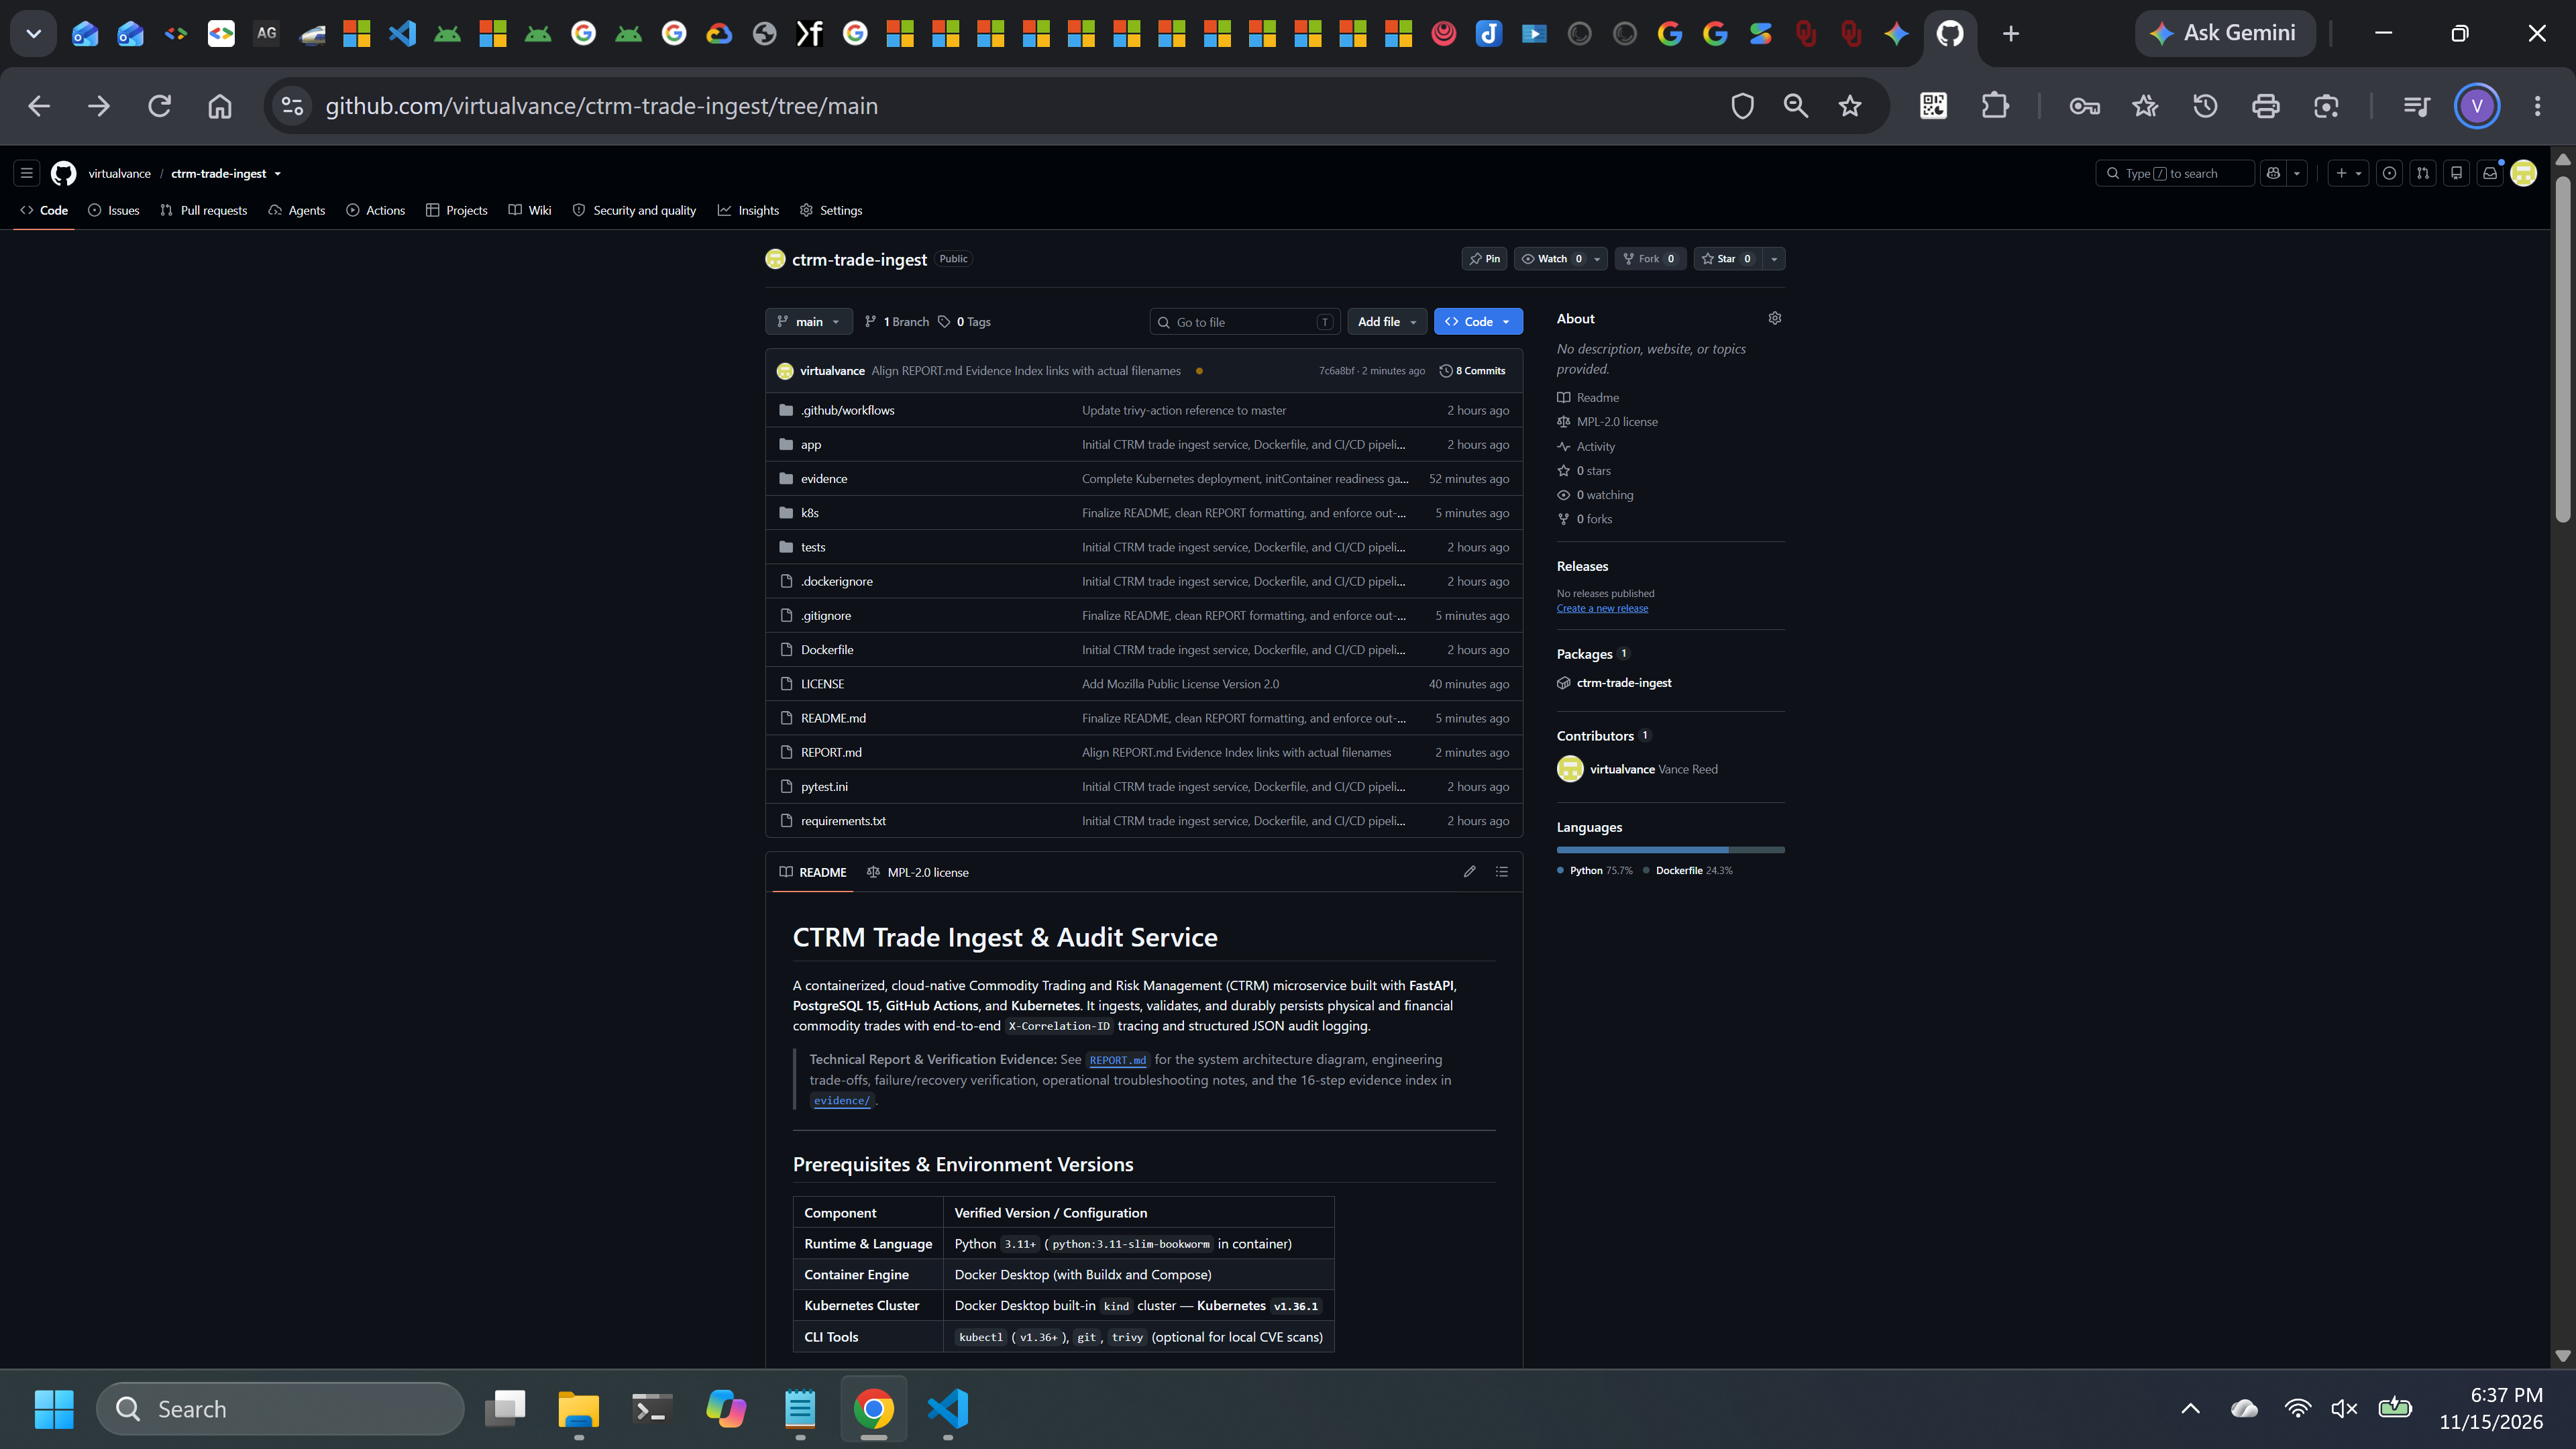 AG
Ask Gemini
github.com/virtualvance/ctrm-trade-ingest/tree/main
V
virtualvance / ctrm-trade-ingest
Type / to search
Code Issues Pull requests Agents Actions Projects Wiki Security and quality Insights Settings
ctrm-trade-ingest Public
Pin Watch 0 Fork 0 Star 0
main 1 Branch 0 Tags Go to file T Add file Code
virtualvance Align REPORT.md Evidence Index links with actual filenames 7c6a8bf · 2 minutes ago 8 Commits
.github/workflows Update trivy-action reference to master 2 hours ago
app Initial CTRM trade ingest service, Dockerfile, and CI/CD pipeli... 2 hours ago
evidence Complete Kubernetes deployment, initContainer readiness ga... 52 minutes ago
k8s Finalize README, clean REPORT formatting, and enforce out-... 5 minutes ago
tests Initial CTRM trade ingest service, Dockerfile, and CI/CD pipeli... 2 hours ago
.dockerignore Initial CTRM trade ingest service, Dockerfile, and CI/CD pipeli... 2 hours ago
.gitignore Finalize README, clean REPORT formatting, and enforce out-... 5 minutes ago
Dockerfile Initial CTRM trade ingest service, Dockerfile, and CI/CD pipeli... 2 hours ago
LICENSE Add Mozilla Public License Version 2.0 40 minutes ago
README.md Finalize README, clean REPORT formatting, and enforce out-... 5 minutes ago
REPORT.md Align REPORT.md Evidence Index links with actual filenames 2 minutes ago
pytest.ini Initial CTRM trade ingest service, Dockerfile, and CI/CD pipeli... 2 hours ago
requirements.txt Initial CTRM trade ingest service, Dockerfile, and CI/CD pipeli... 2 hours ago
About
No description, website, or topics
provided.
Readme
MPL-2.0 license
Activity
0 stars
0 watching
0 forks
Releases
No releases published
Create a new release
Packages 1
ctrm-trade-ingest
Contributors 1
virtualvance Vance Reed
Languages
Python 75.7% Dockerfile 24.3%
README MPL-2.0 license
CTRM Trade Ingest & Audit Service
A containerized, cloud-native Commodity Trading and Risk Management (CTRM) microservice built with FastAPI,
PostgreSQL 15, GitHub Actions, and Kubernetes. It ingests, validates, and durably persists physical and financial
commodity trades with end-to-end X-Correlation-ID tracing and structured JSON audit logging.
Technical Report & Verification Evidence: See REPORT.md for the system architecture diagram, engineering
trade-offs, failure/recovery verification, operational troubleshooting notes, and the 16-step evidence index in
evidence/.
Prerequisites & Environment Versions
Component Verified Version / Configuration
Runtime & Language Python 3.11+ (python:3.11-slim-bookworm in container)
Container Engine Docker Desktop (with Buildx and Compose)
Kubernetes Cluster Docker Desktop built-in kind cluster — Kubernetes v1.36.1
CLI Tools kubectl (v1.36+), git, trivy (optional for local CVE scans)
Search
6:37 PM
11/15/2026